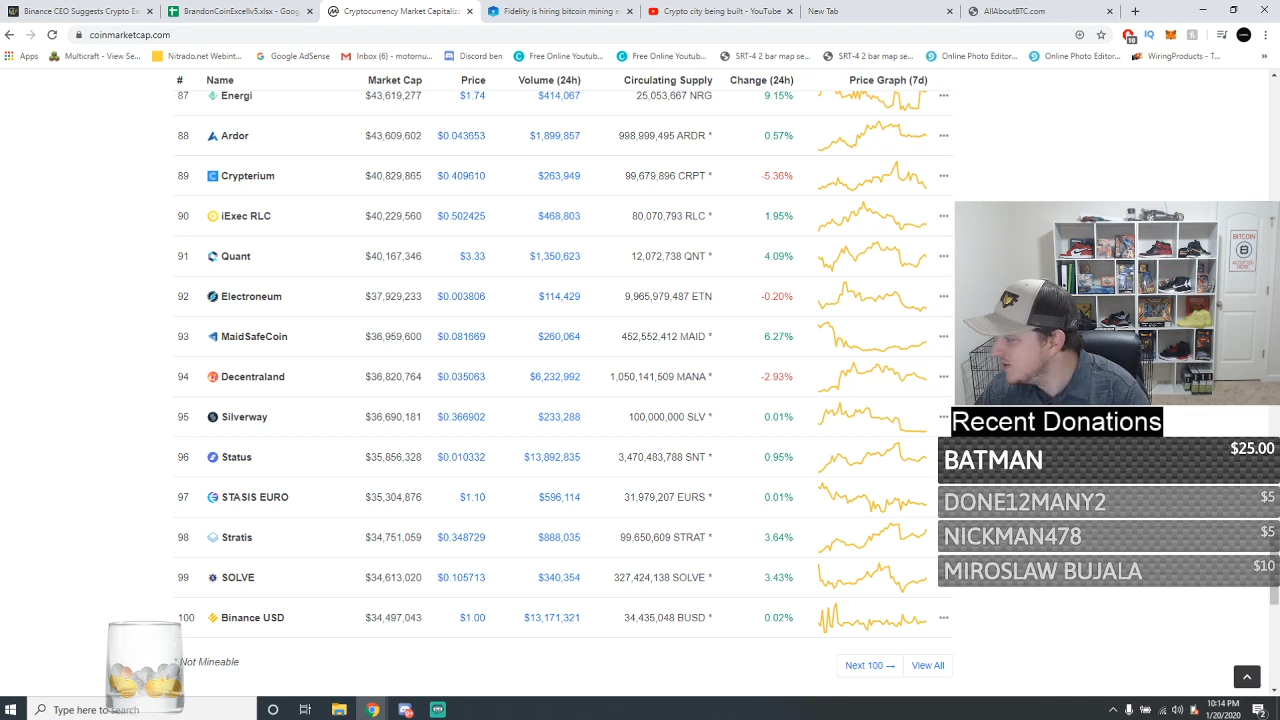 Binance CEO Suggests Crypto Ex
BrandonCoinExcellv5.xlsx - Goog
Cryptocurrency Market Capitaliz
Fidelity is hiring bitcoin mining e
Crypto city being built - YouTube
New Tab
AllAboutBTC.com
coinmarketcap.com
10
Apps
Multicraft - View Se...
Nitrado.net Webint...
Google AdSense
Inbox (6) - motornu...
Discord ben
Free Online Youtub...
Free Online Youtub...
SRT-4 2 bar map se...
SRT-4 2 bar map se...
Online Photo Editor...
Online Photo Editor...
WiringProducts - T...
# Name Market Cap Price Volume (24h) Circulating Supply Change (24h) Price Graph (7d)
87 Energi $43,619,277 $1.74 $414,067 25,053,667 NRG 9.15%
88 Ardor $43,609,602 $0.043653 $1,899,857 998,999,495 ARDR * 0.57%
89 Crypterium $40,829,865 $0.409610 $263,949 99,679,936 CRPT * -5.36%
90 iExec RLC $40,229,560 $0.502425 $468,803 80,070,793 RLC * 1.95%
91 Quant $40,167,346 $3.33 $1,350,623 12,072,738 QNT * 4.09%
92 Electroneum $37,929,233 $0.003806 $114,429 9,965,979,487 ETN -0.20%
93 MaidSafeCoin $36,959,600 $0.081669 $260,064 452,552,412 MAID * 6.27%
94 Decentraland $36,820,764 $0.035063 $6,232,992 1,050,141,509 MANA * -2.93%
95 Silverway $36,690,181 $0.366902 $233,288 100,000,000 SLV * 0.01%
96 Status 3,470,483,788 SNT * 0.95%
97 STASIS EURO $35,304,876 $1.10 $596,114 31,979,207 EURS * 0.01%
98 Stratis $34,751,059 $0.348729 $888,035 99,650,609 STRAT * 3.64%
99 SOLVE $34,613,020 $0.105713 $340,354 327,424,138 SOLVE * 3.43%
100 Binance USD $34,497,043 $1.00 $13,171,321 34,435,048 BUSD * 0.02%
* Not Mineable
Next 100 → View All
BITCOIN
B
ACCEPTED
HERE
Recent Donations
BATMAN $25.00
DONE12MANY2 $5
NICKMAN478 $5
MIROSLAW BUJALA $10
Type here to search
10:14 PM
1/20/2020
2